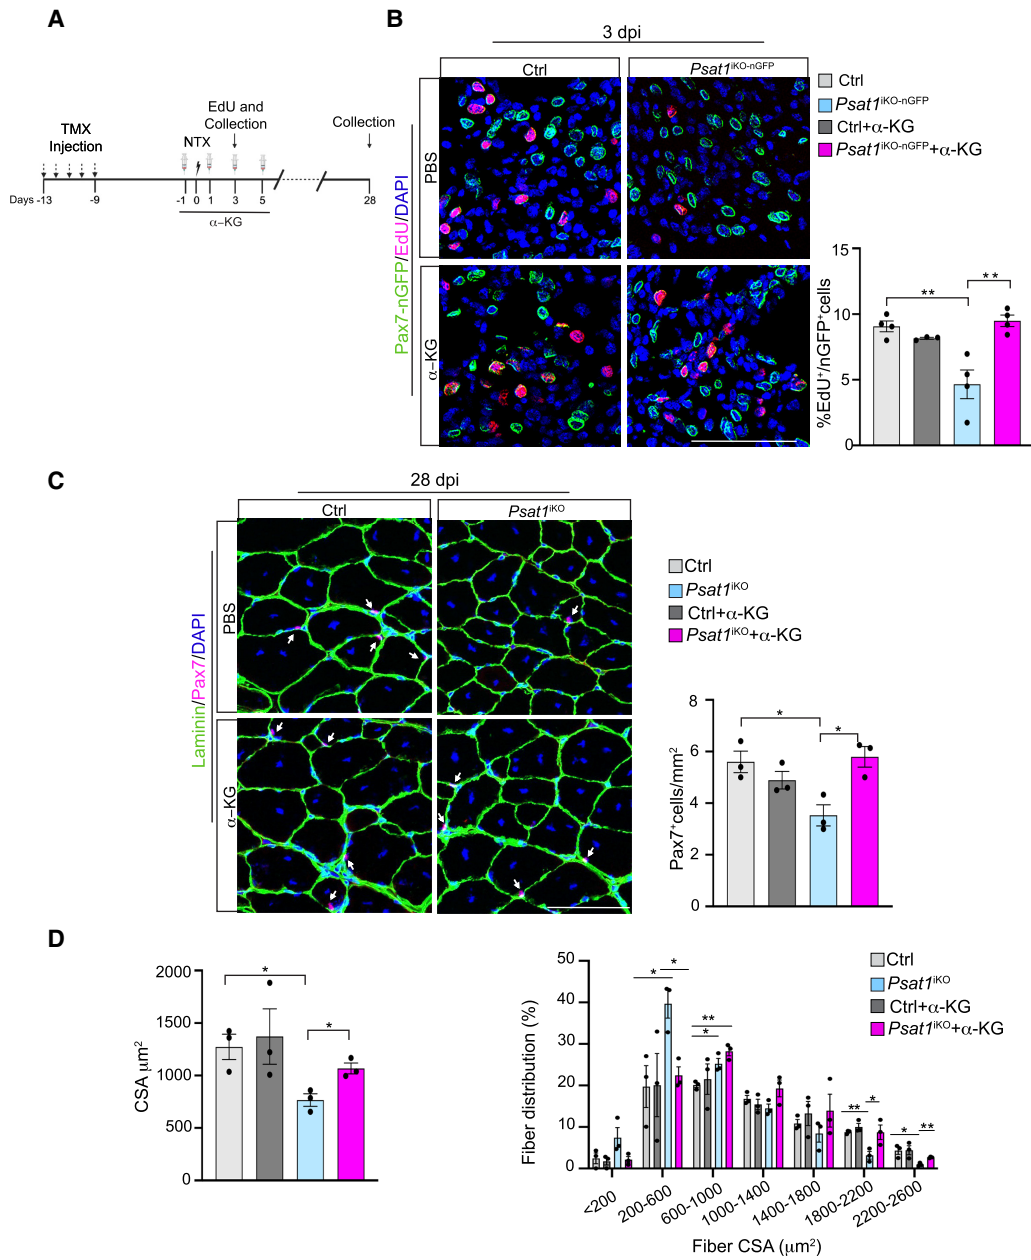 A
TMX
Injection
NTX
EdU and
Collection
Collection
Days -13
-9
-1
0
1
3
5
28
α–KG
B
3 dpi
Ctrl
Psat1iKO-nGFP
PBS
α–KG
Pax7-nGFP/EdU/DAPI
Ctrl
Psat1iKO-nGFP
Ctrl+α-KG
Psat1iKO-nGFP+α-KG
%EdU+/nGFP+cells
15
10
5
0
**
**
C
28 dpi
Ctrl
Psat1iKO
PBS
α–KG
Laminin/Pax7/DAPI
Ctrl
Psat1iKO
Ctrl+α-KG
Psat1iKO+α-KG
Pax7+cells/mm2
8
6
4
2
0
*
*
D
CSA μm2
2000
1500
1000
500
0
*
*
Fiber distribution (%)
50
40
30
20
10
0
*
*
**
*
**
*
*
**
Ctrl
Psat1iKO
Ctrl+α-KG
Psat1iKO+α-KG
<200
200-600
600-1000
1000-1400
1400-1800
1800-2200
2200-2600
Fiber CSA (μm2)